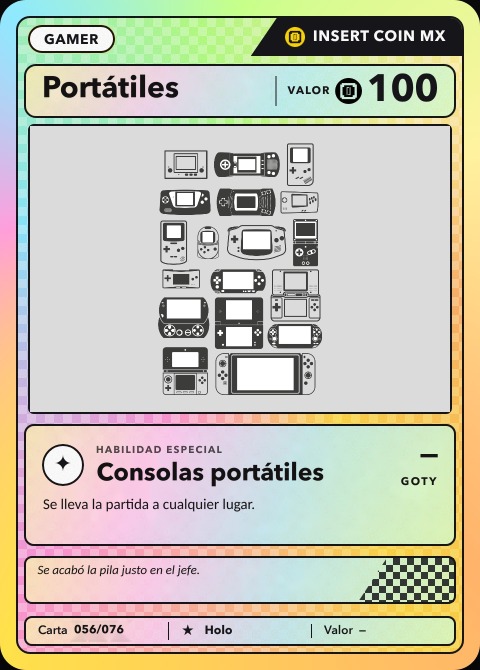 GAMER
INSERT COIN MX
Portátiles
VALOR 100
HABILIDAD ESPECIAL
Consolas portátiles
–
GOTY
Se lleva la partida a cualquier lugar.
Se acabó la pila justo en el jefe.
Carta 056/076 ★ Holo Valor –